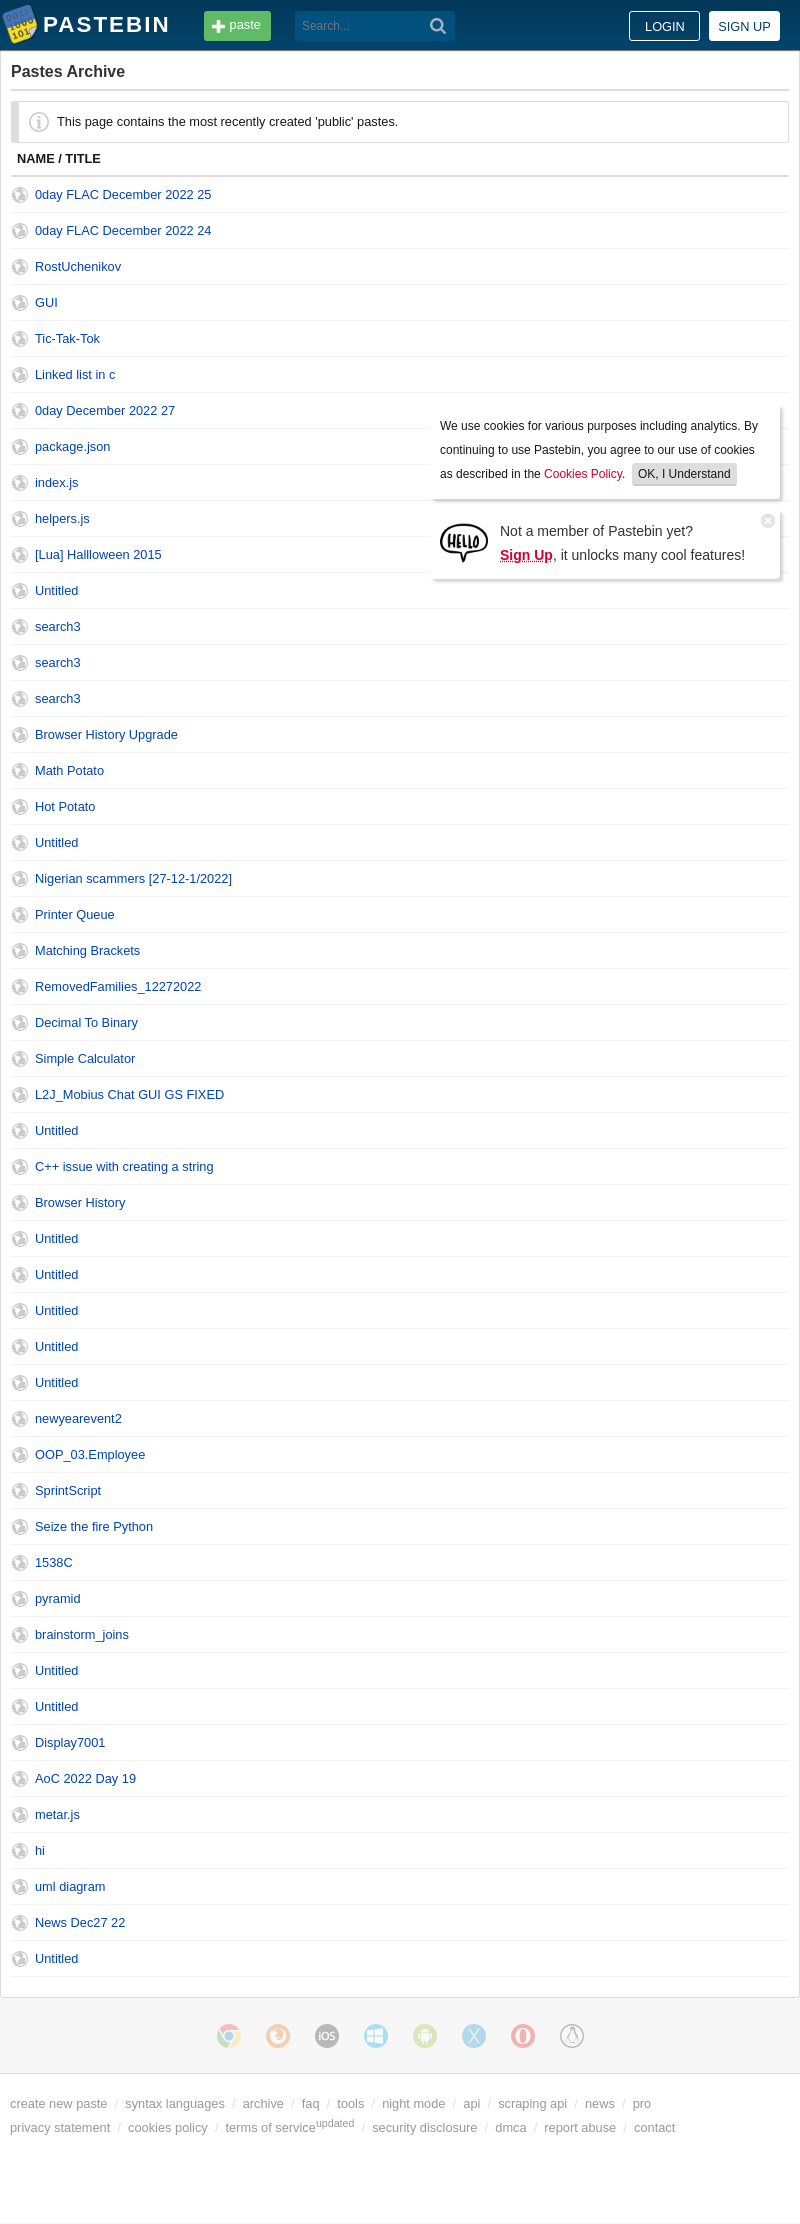 PASTEBIN paste Search... LOGIN SIGN UP
Pastes Archive
This page contains the most recently created 'public' pastes.
NAME / TITLE
0day FLAC December 2022 25
0day FLAC December 2022 24
RostUchenikov
GUI
Tic-Tak-Tok
Linked list in c
0day December 2022 27
package.json
index.js
helpers.js
[Lua] Hallloween 2015
We use cookies for various purposes including analytics. By
continuing to use Pastebin, you agree to our use of cookies
as described in the Cookies Policy. OK, I Understand
HELLO
Not a member of Pastebin yet?
Sign Up, it unlocks many cool features!
Untitled
search3
search3
search3
Browser History Upgrade
Math Potato
Hot Potato
Untitled
Nigerian scammers [27-12-1/2022]
Printer Queue
Matching Brackets
RemovedFamilies_12272022
Decimal To Binary
Simple Calculator
L2J_Mobius Chat GUI GS FIXED
Untitled
C++ issue with creating a string
Browser History
Untitled
Untitled
Untitled
Untitled
Untitled
newyearevent2
OOP_03.Employee
SprintScript
Seize the fire Python
1538C
pyramid
brainstorm_joins
Untitled
Untitled
Display7001
AoC 2022 Day 19
metar.js
hi
uml diagram
News Dec27 22
Untitled
iOS
create new paste / syntax languages / archive / faq / tools / night mode / api / scraping api / news / pro
privacy statement / cookies policy / terms of serviceupdated / security disclosure / dmca / report abuse / contact